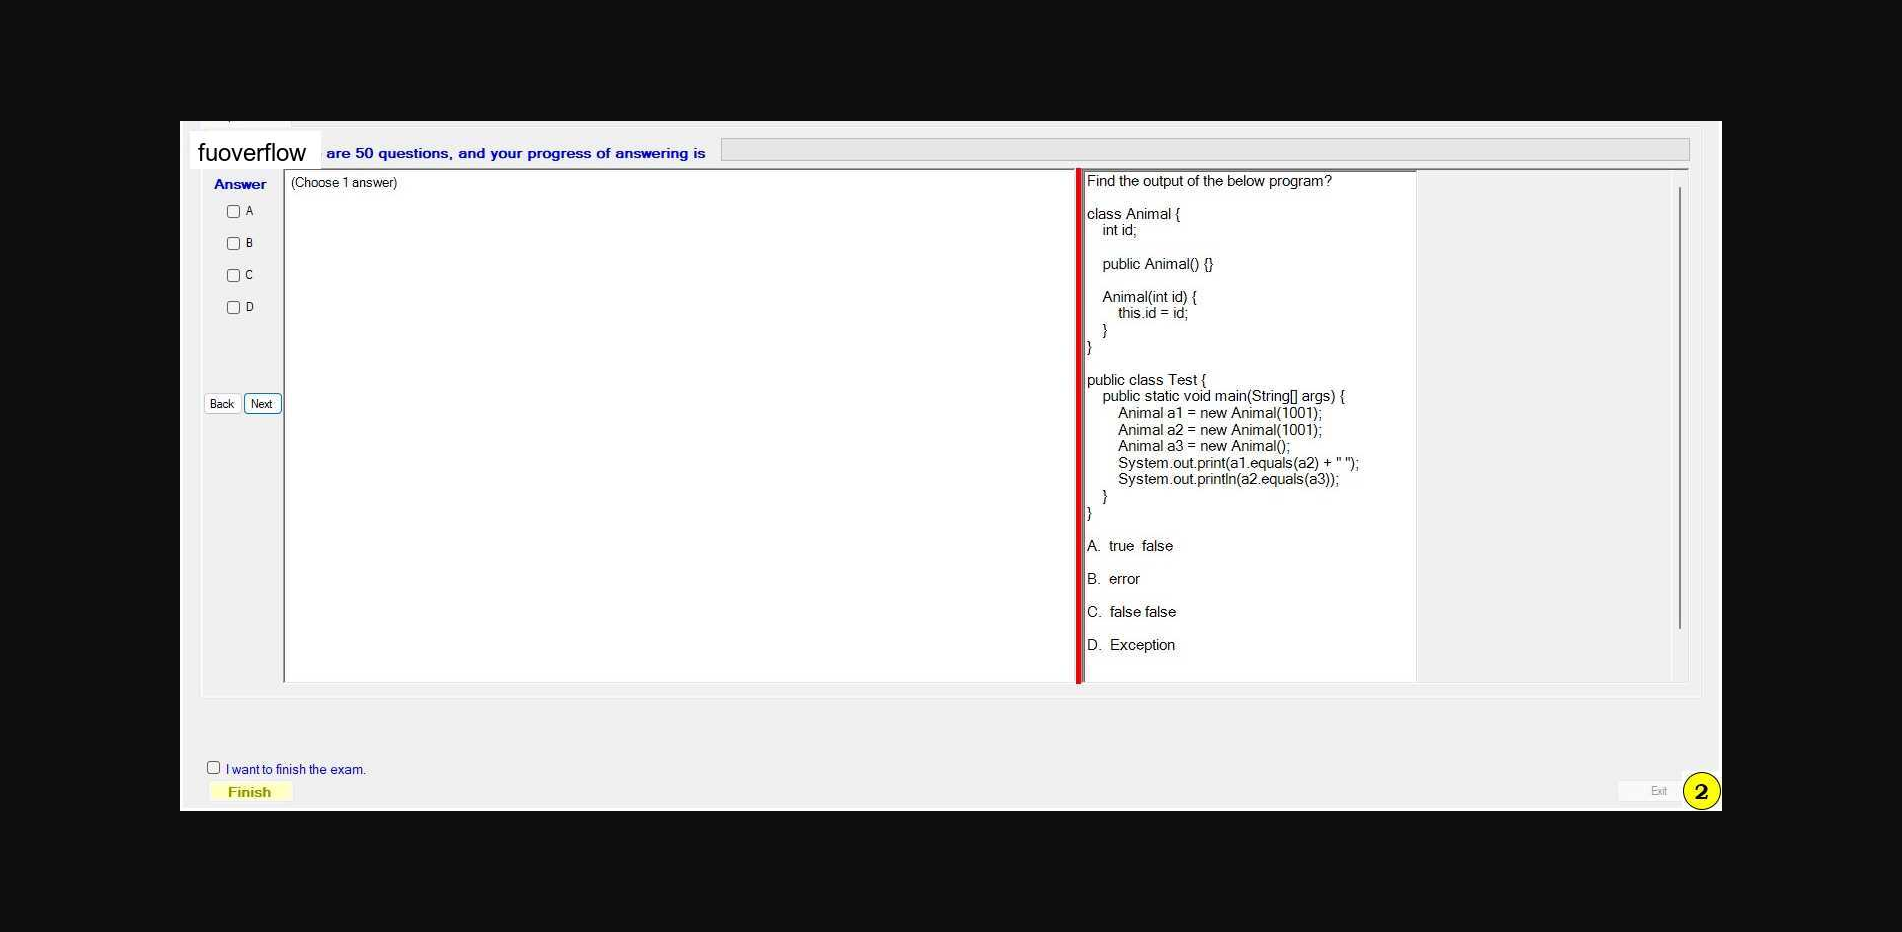 fuoverflow are 50 questions, and your progress of answering is
Answer
A
B
C
D
Back Next
(Choose 1 answer)
Find the output of the below program?
class Animal {
int id;
public Animal() {}
Animal(int id) {
this.id = id;
}
}
public class Test {
public static void main(String[] args) {
Animal a1 = new Animal(1001);
Animal a2 = new Animal(1001);
Animal a3 = new Animal();
System.out.print(a1.equals(a2) + " ");
System.out.println(a2.equals(a3));
}
}
A. true false
B. error
C. false false
D. Exception
I want to finish the exam.
Finish
Exit
2